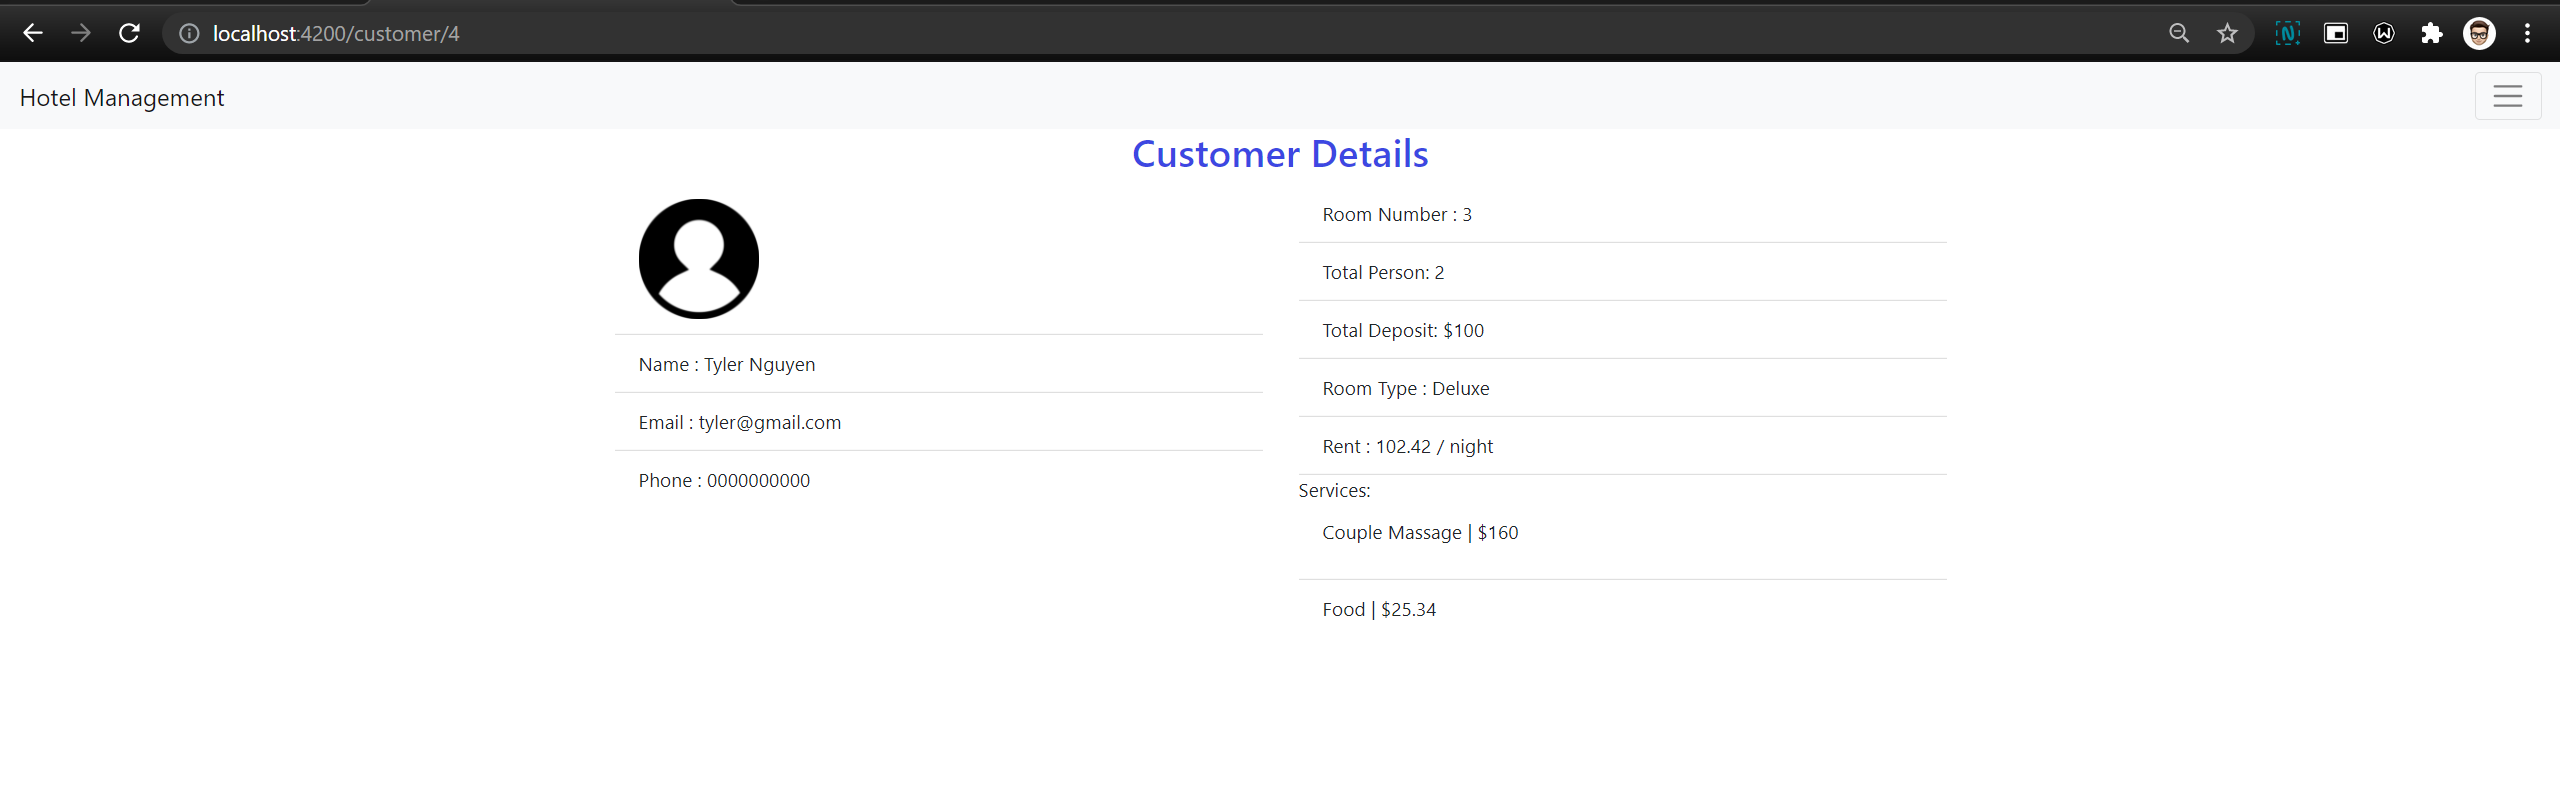 localhost:4200/customer/4
Hotel Management
Customer Details
Name : Tyler Nguyen
Email : tyler@gmail.com
Phone : 0000000000
Room Number : 3
Total Person: 2
Total Deposit: $100
Room Type : Deluxe
Rent : 102.42 / night
Services:
Couple Massage | $160
Food | $25.34